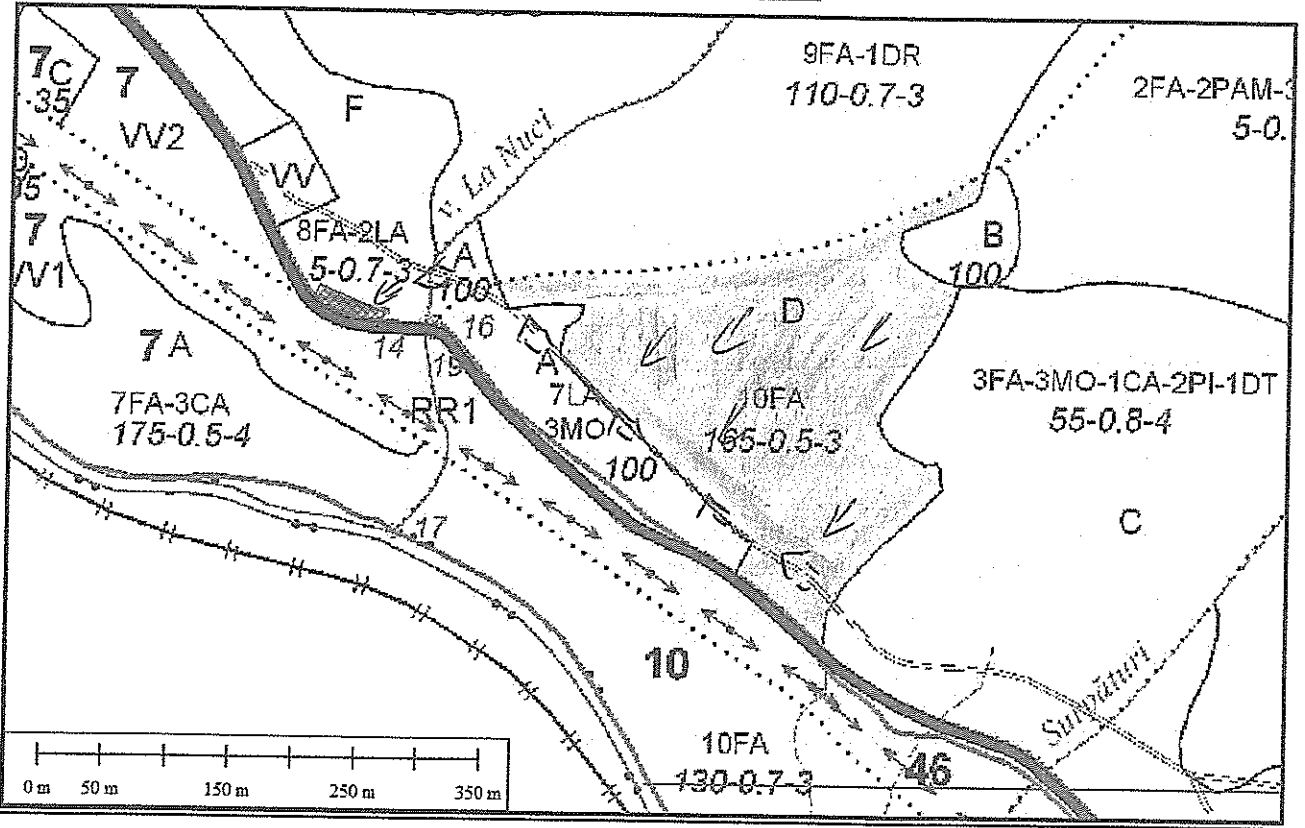 7C
35
7
VV2
F
v. La Nuci
9FA-1DR
110-0.7-3
2FA-2PAM-3
5-0.
VV
7
VV1
8FA-2LA
5-0.7-3
A
100
16
B
100
D
14
19
7A
A
7FA-3CA
175-0.5-4
RR1
7LA
3MO
100
10FA
165-0.5-3
3FA-3MO-1CA-2PI-1DT
55-0.8-4
C
17
10
Surpături
10FA
130-0.7-3
46
0 m 50 m 150 m 250 m 350 m